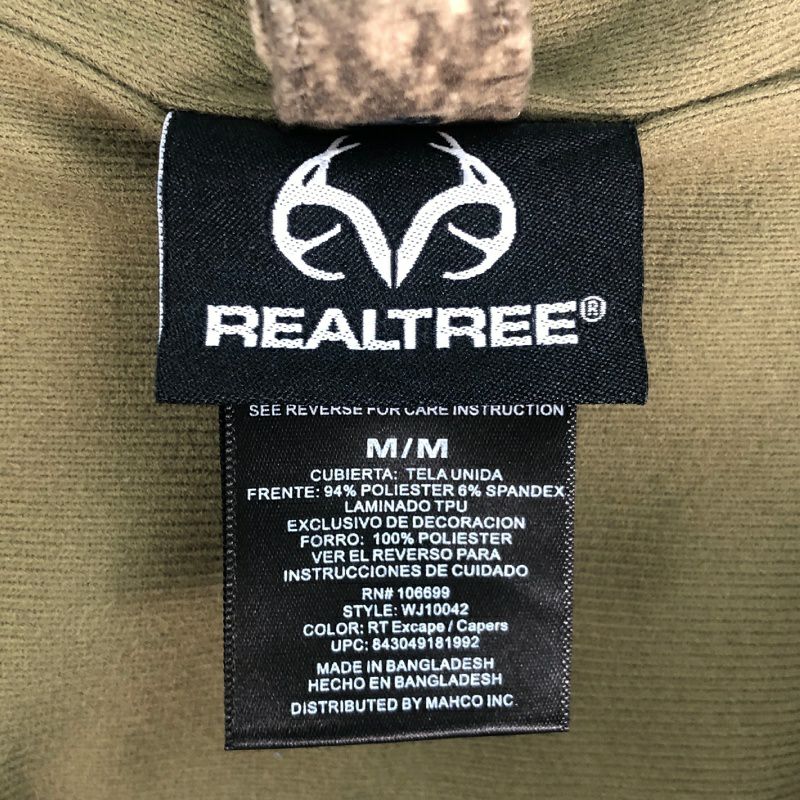 REALTREE®
SEE REVERSE FOR CARE INSTRUCTION
M/M
CUBIERTA: TELA UNIDA
FRENTE: 94% POLIESTER 6% SPANDEX
LAMINADO TPU
EXCLUSIVO DE DECORACION
FORRO: 100% POLIESTER
VER EL REVERSO PARA
INSTRUCCIONES DE CUIDADO
RN# 106699
STYLE: WJ10042
COLOR: RT Excape / Capers
UPC: 843049181992
MADE IN BANGLADESH
HECHO EN BANGLADESH
DISTRIBUTED BY MAHCO INC.